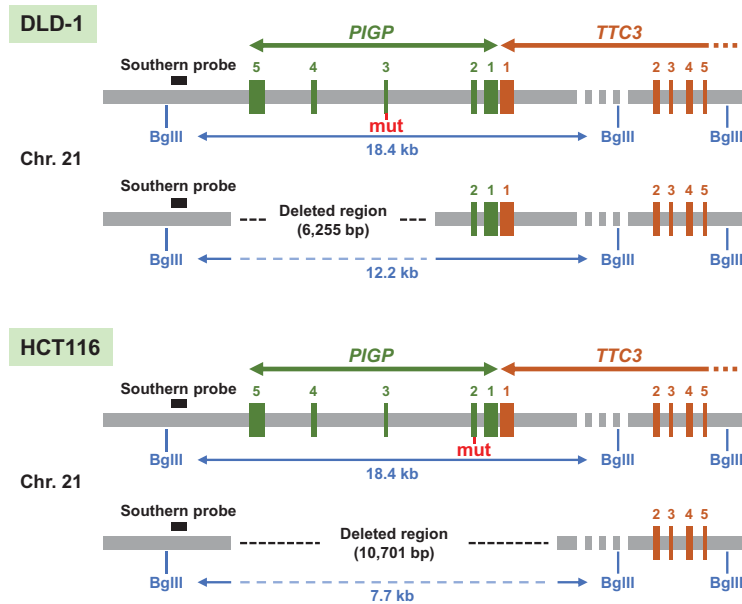 DLD-1
PIGP TTC3
Southern probe 5 4 3 2 1 1 2 3 4 5
mut
BglII 18.4 kb BglII BglII
Chr. 21
Southern probe 2 1 1 2 3 4 5
Deleted region
(6,255 bp)
BglII 12.2 kb BglII BglII
HCT116
PIGP TTC3
Southern probe 5 4 3 2 1 1 2 3 4 5
mut
BglII 18.4 kb BglII BglII
Chr. 21
Southern probe 2 3 4 5
Deleted region
(10,701 bp)
BglII 7.7 kb BglII BglII